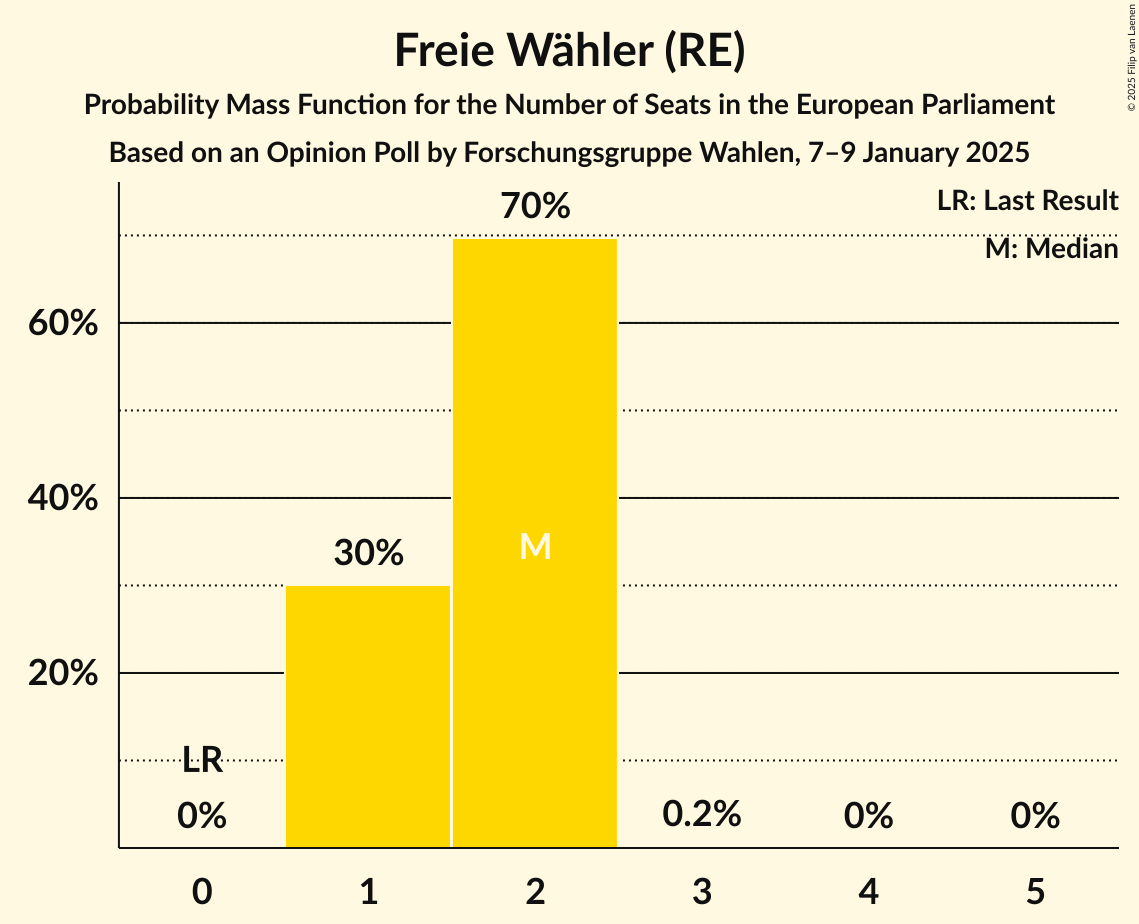 Freie Wähler (RE)
Probability Mass Function for the Number of Seats in the European Parliament
Based on an Opinion Poll by Forschungsgruppe Wahlen, 7–9 January 2025
© 2025 Filip van Laenen
LR: Last Result
M: Median
70%
60%
40%
30%
M
20%
LR
0%
0.2%
0%
0%
0 1 2 3 4 5